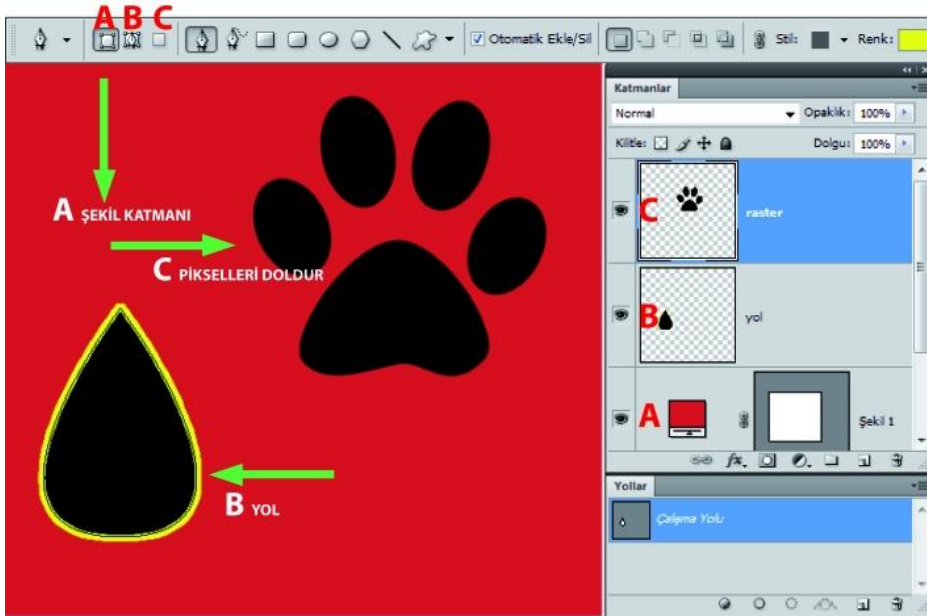 A B C
Otomatik Ekle/Sil
Stil:
Renk:
A ŞEKİL KATMANI
C PİKSELLERİ DOLDUR
B YOL
Katmanlar
Normal
Opaklık: 100%
Kilitle:
Dolgu: 100%
C raster
B yol
A Şekil 1
fx.
Yollar
Çalışma Yolu